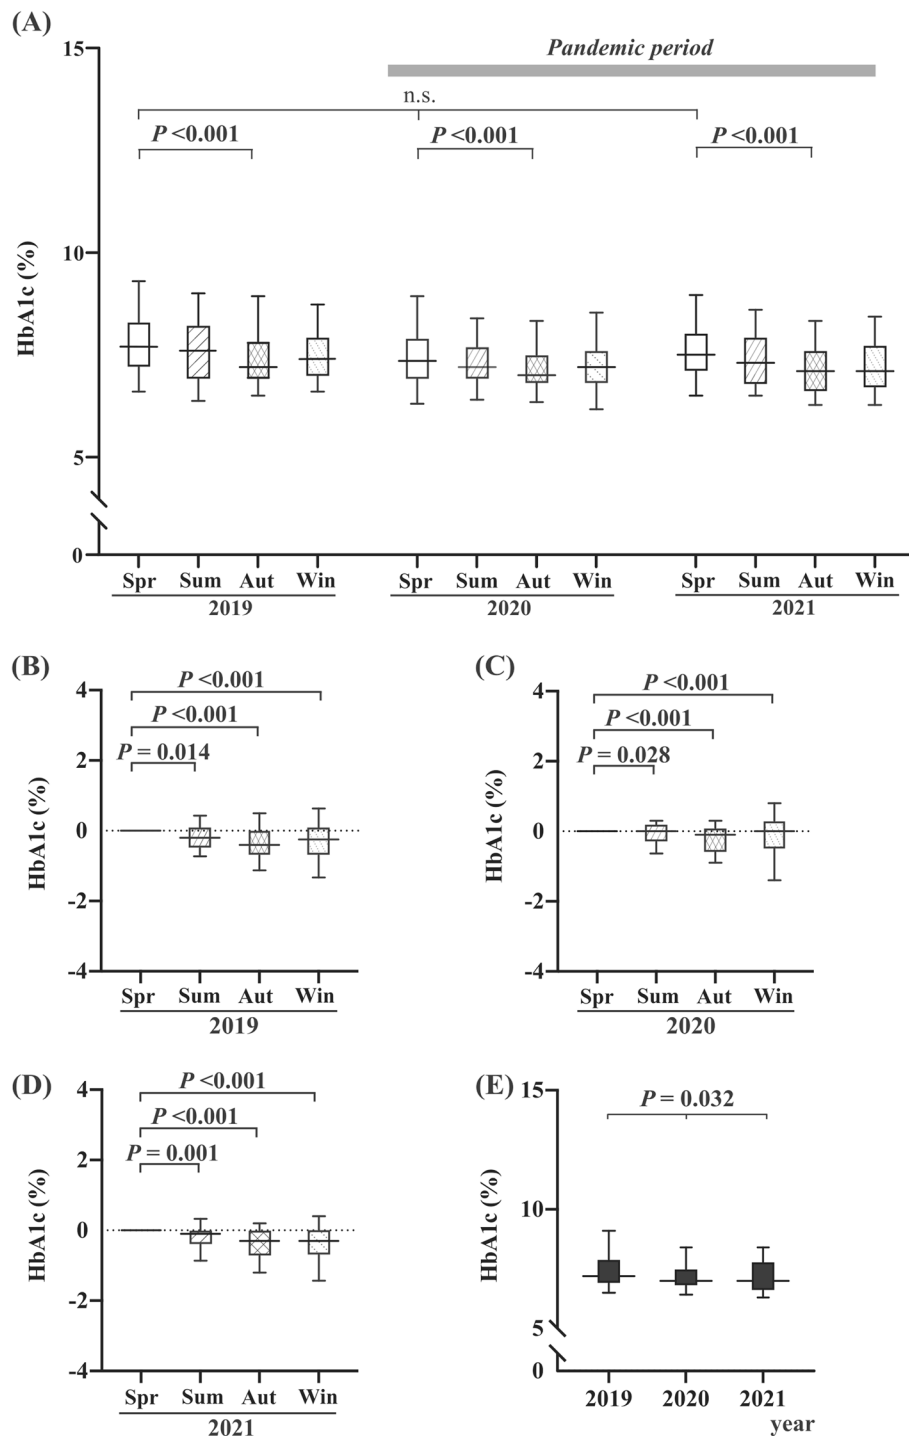 (A)
15
Pandemic period
n.s.
P <0.001
P <0.001
P <0.001
HbA1c (%)
10
5
0
Spr Sum Aut Win Spr Sum Aut Win Spr Sum Aut Win
2019 2020 2021
(B)
4
P <0.001
P <0.001
P = 0.014
2
HbA1c (%)
0
-2
-4
Spr Sum Aut Win
2019
(C)
4
P <0.001
P <0.001
P = 0.028
2
HbA1c (%)
0
-2
-4
Spr Sum Aut Win
2020
(D)
4
P <0.001
P <0.001
P = 0.001
2
HbA1c (%)
0
-2
-4
Spr Sum Aut Win
2021
(E)
15
P = 0.032
HbA1c (%)
10
5
0
2019 2020 2021
year